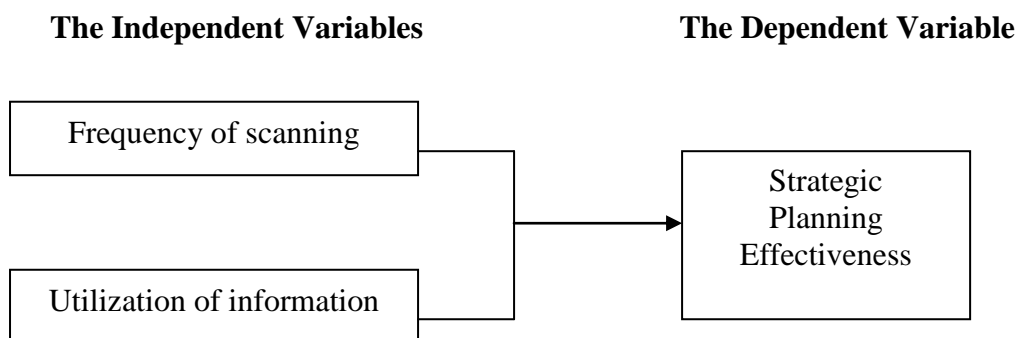 The Independent Variables
The Dependent Variable
Frequency of scanning
Strategic
Planning
Effectiveness
Utilization of information